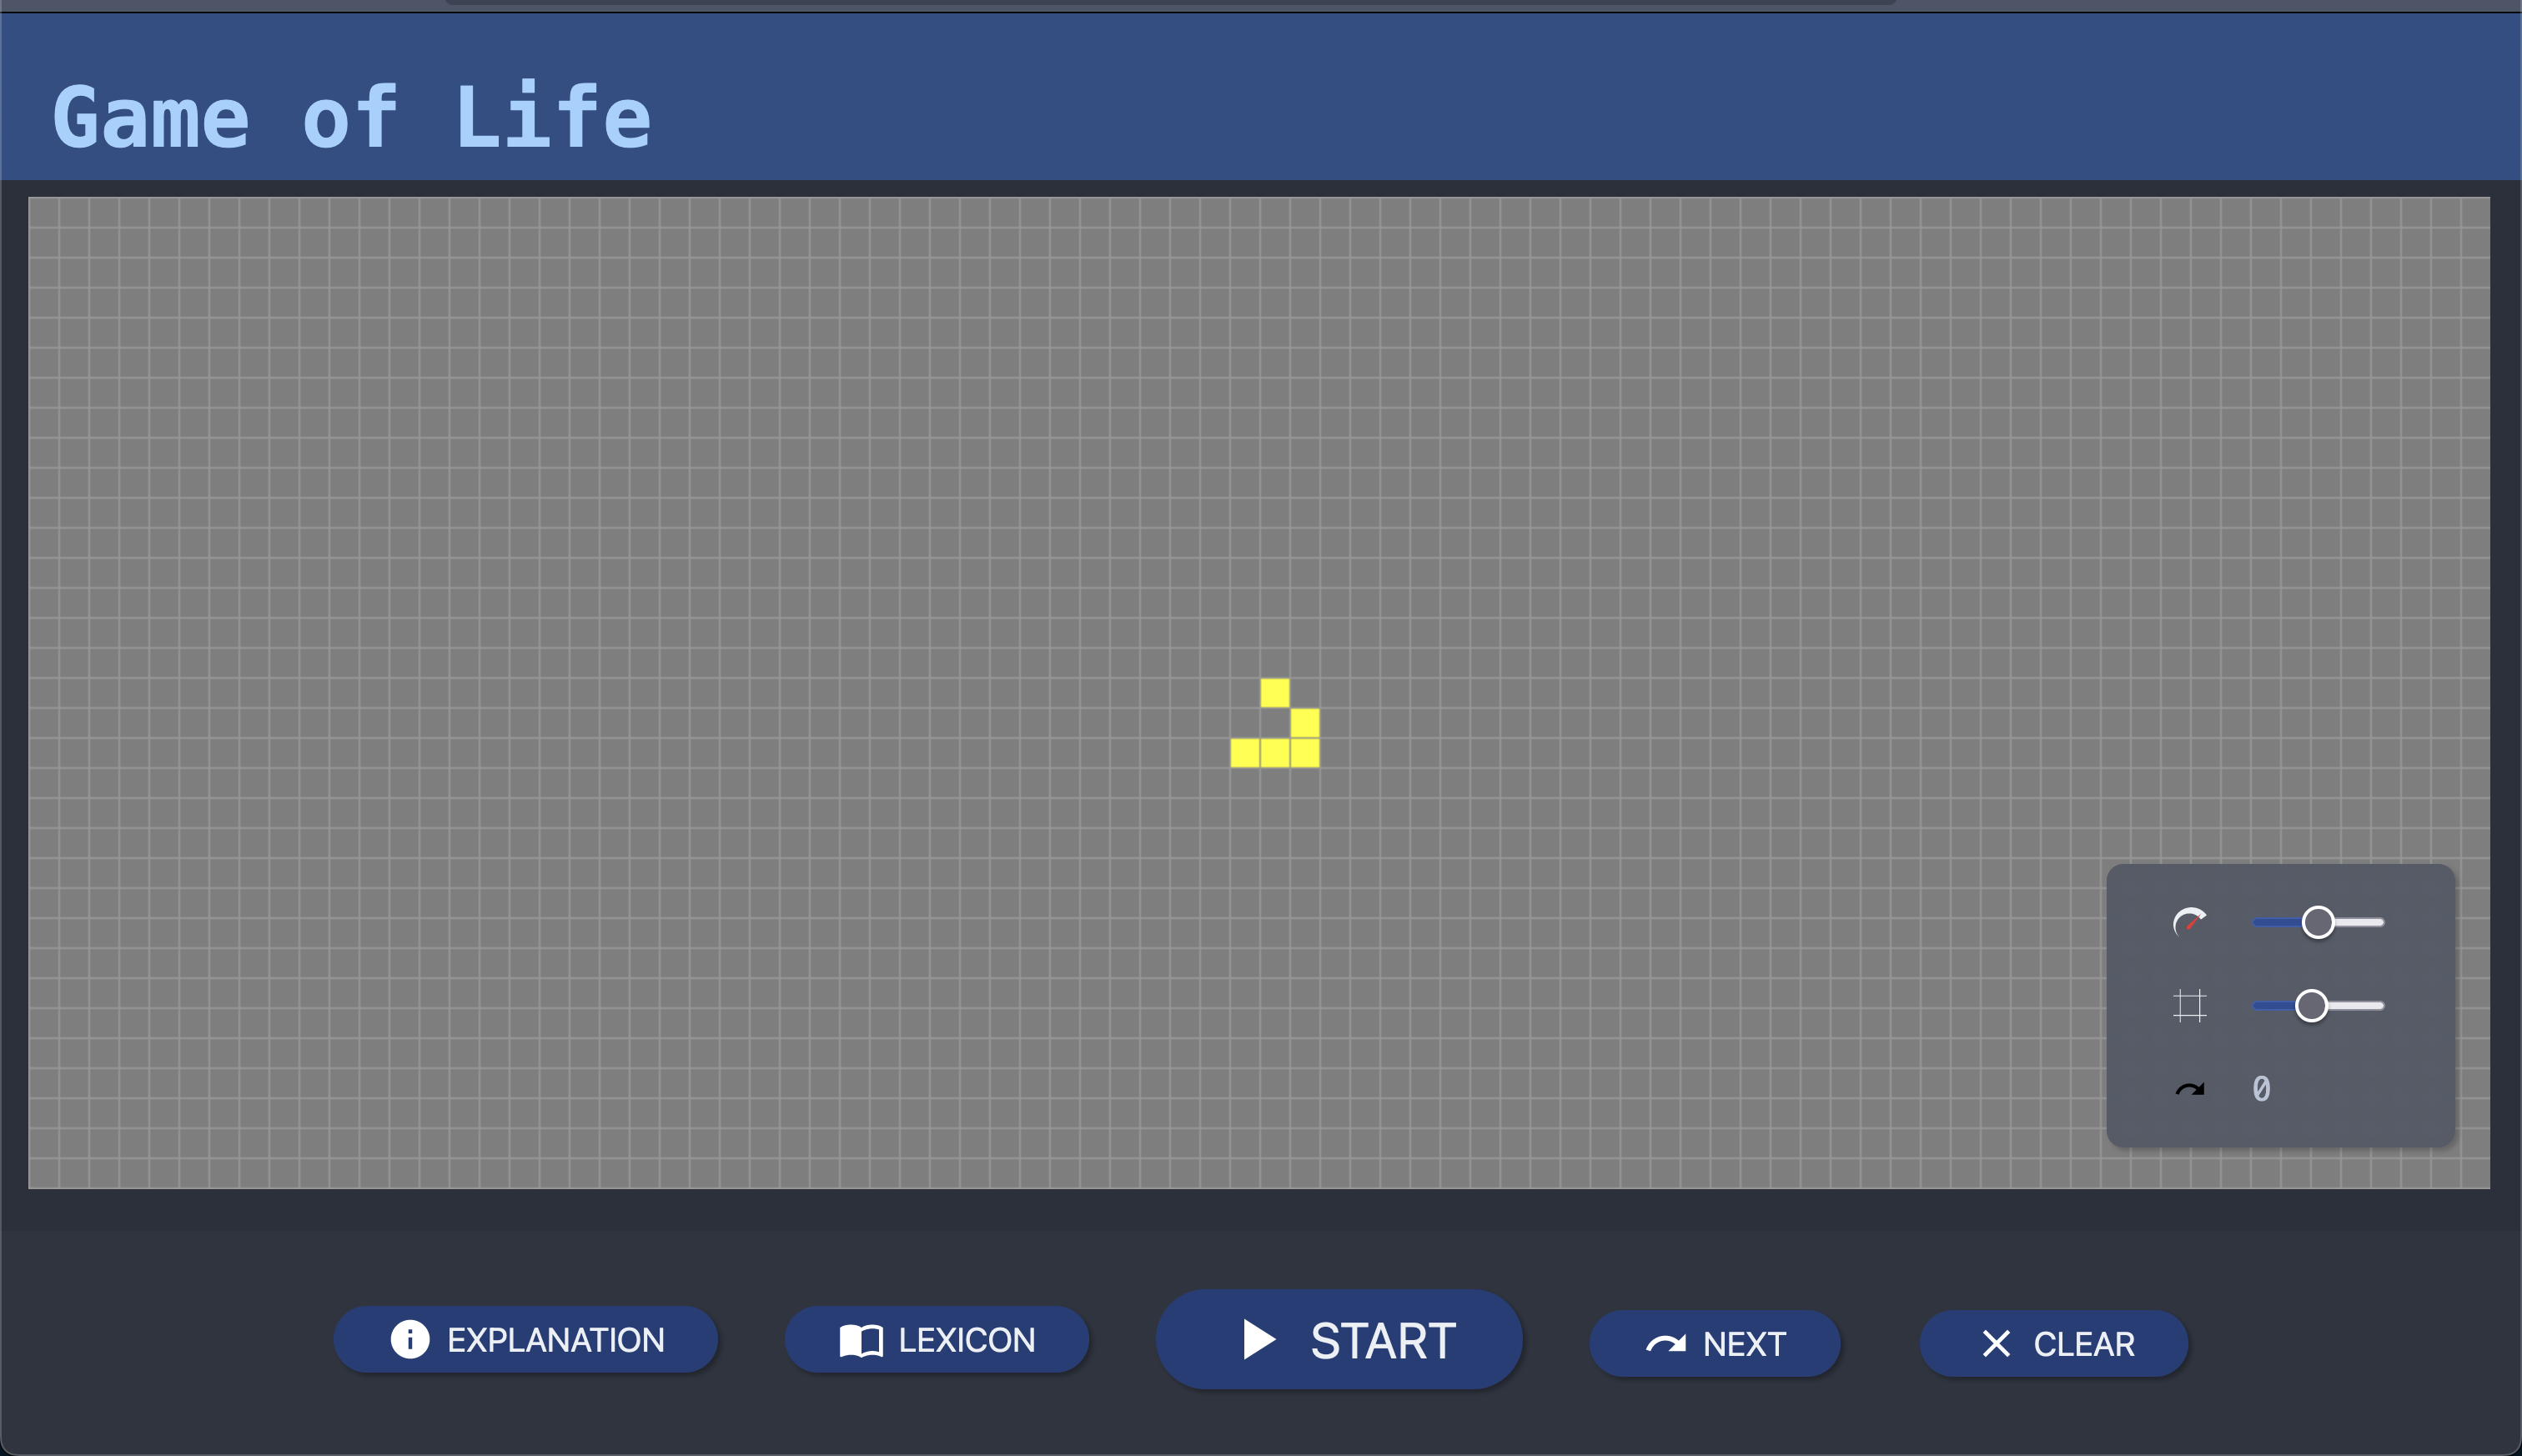 Game of Life
0
EXPLANATION
LEXICON
START
NEXT
CLEAR